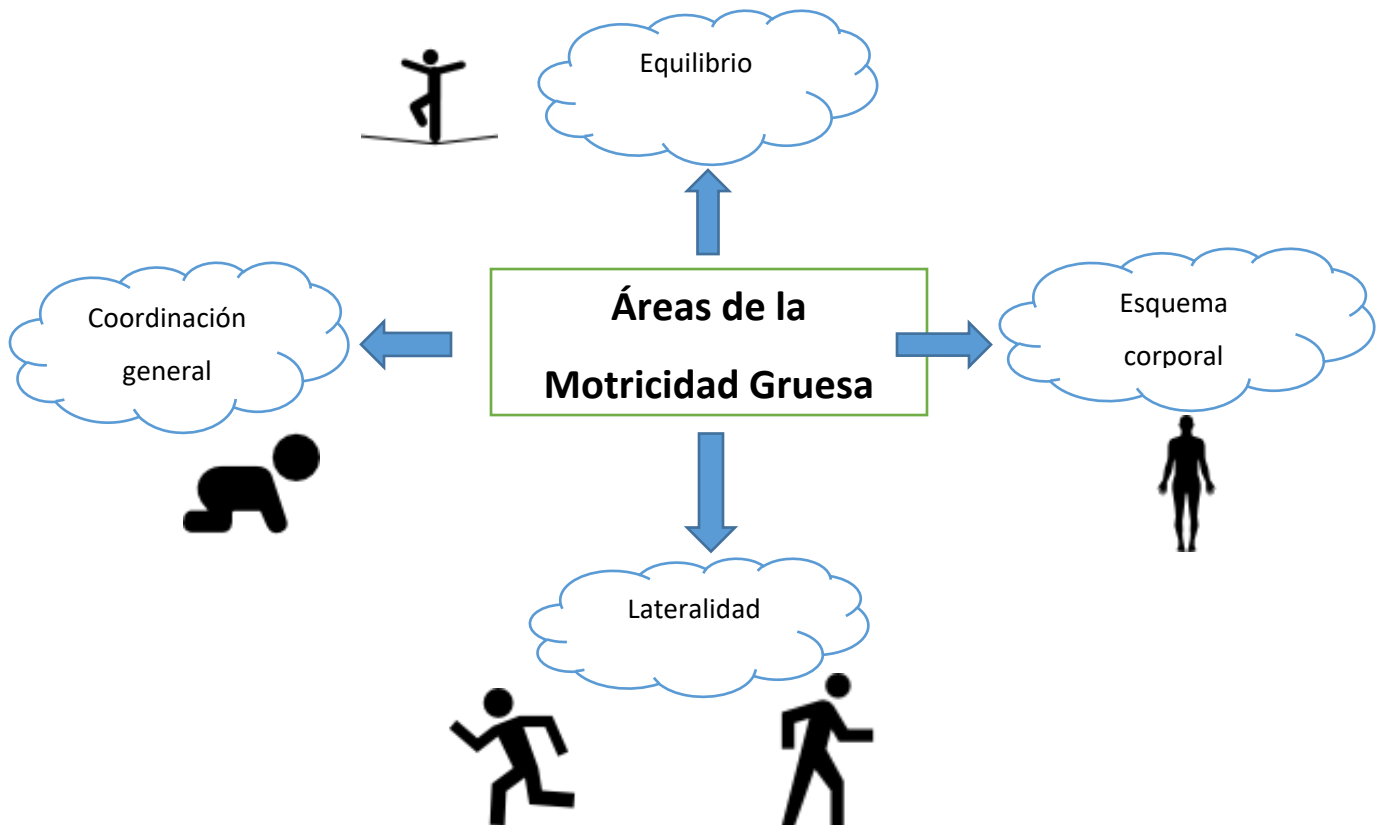 Equilibrio
Coordinación
general
Áreas de la
Motricidad Gruesa
Esquema
corporal
Lateralidad